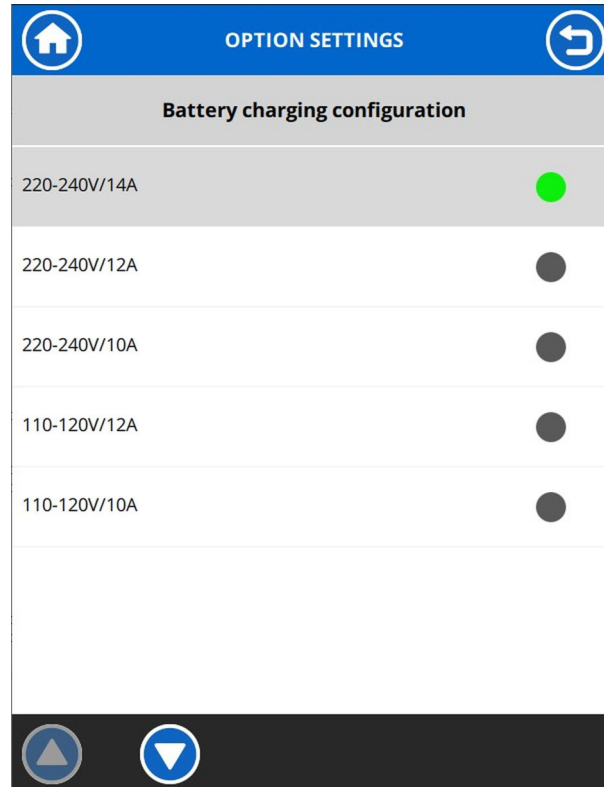 OPTION SETTINGS
Battery charging configuration
220-240V/14A
220-240V/12A
220-240V/10A
110-120V/12A
110-120V/10A